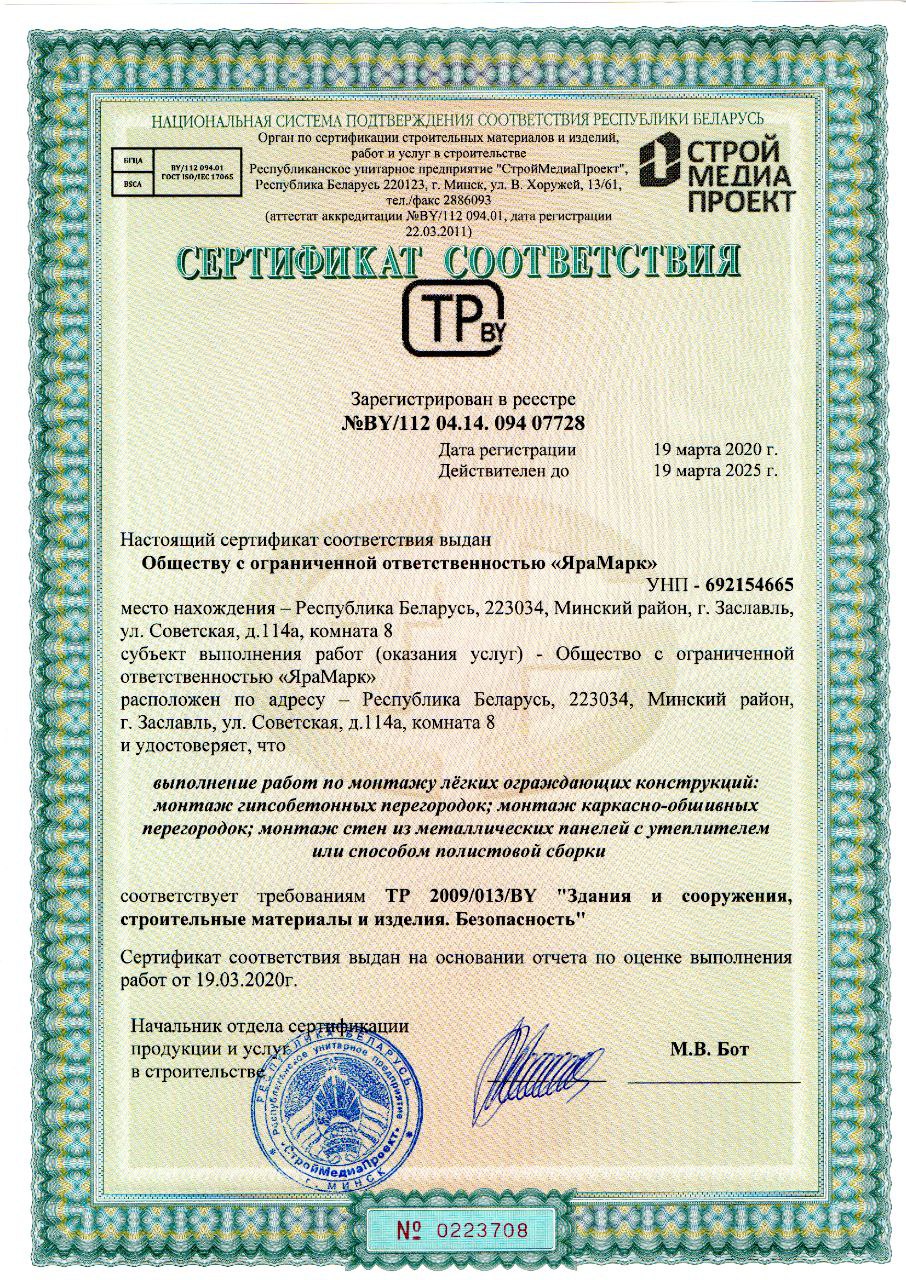 НАЦИОНАЛЬНАЯ СИСТЕМА ПОДТВЕРЖДЕНИЯ СООТВЕТСТВИЯ РЕСПУБЛИКИ БЕЛАРУСЬ
Орган по сертификации строительных материалов и изделий,
работ и услуг в строительстве
Республиканское унитарное предприятие "СтройМедиаПроект",
Республика Беларусь 220123, г. Минск, ул. В. Хоружей, 13/61,
тел./факс 2886093
(аттестат аккредитации №BY/112 094.01, дата регистрации
22.03.2011)
БГЦА
BSCA
BY/112 094.01
ГОСТ ISO/IEC 17065
СТРОЙ
МЕДИА
ПРОЕКТ
СЕРТИФИКАТ СООТВЕТСТВИЯ
ТР BY
Зарегистрирован в реестре
№BY/112 04.14. 094 07728
Дата регистрации 19 марта 2020 г.
Действителен до 19 марта 2025 г.
Настоящий сертификат соответствия выдан
Обществу с ограниченной ответственностью «ЯраМарк»
УНП - 692154665
место нахождения – Республика Беларусь, 223034, Минский район, г. Заславль,
ул. Советская, д.114а, комната 8
субъект выполнения работ (оказания услуг) - Общество с ограниченной
ответственностью «ЯраМарк»
расположен по адресу – Республика Беларусь, 223034, Минский район,
г. Заславль, ул. Советская, д.114а, комната 8
и удостоверяет, что
выполнение работ по монтажу лёгких ограждающих конструкций:
монтаж гипсобетонных перегородок; монтаж каркасно-обшивных
перегородок; монтаж стен из металлических панелей с утеплителем
или способом полистовой сборки
соответствует требованиям ТР 2009/013/BY "Здания и сооружения,
строительные материалы и изделия. Безопасность"
Сертификат соответствия выдан на основании отчета по оценке выполнения
работ от 19.03.2020г.
Начальник отдела сертификации
продукции и услуг
в строительстве
М.В. Бот
РЕСПУБЛИКА БЕЛАРУСЬ
Республиканское унитарное предприятие
«СтройМедиаПроект»
г. МИНСК
№ 0223708